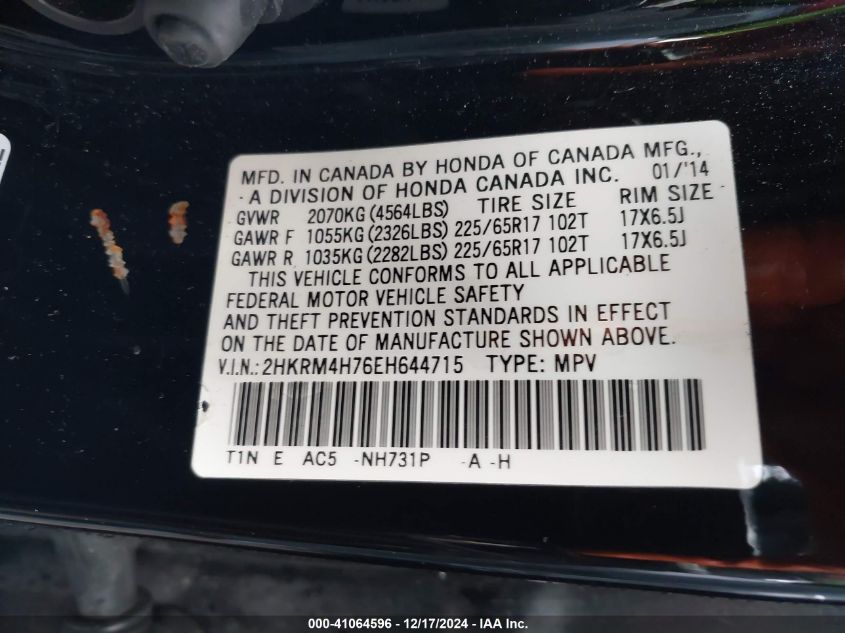 MFD. IN CANADA BY HONDA OF CANADA MFG.,
A DIVISION OF HONDA CANADA INC. 01/'14
GVWR 2070KG (4564LBS) TIRE SIZE RIM SIZE
GAWR F 1055KG (2326LBS) 225/65R17 102T 17X6.5J
GAWR R 1035KG (2282LBS) 225/65R17 102T 17X6.5J
THIS VEHICLE CONFORMS TO ALL APPLICABLE
FEDERAL MOTOR VEHICLE SAFETY
AND THEFT PREVENTION STANDARDS IN EFFECT
ON THE DATE OF MANUFACTURE SHOWN ABOVE.
V.I.N.: 2HKRM4H76EH644715 TYPE: MPV
T1N E AC5 -NH731P -A -H
000-41064596 - 12/17/2024 - IAA Inc.